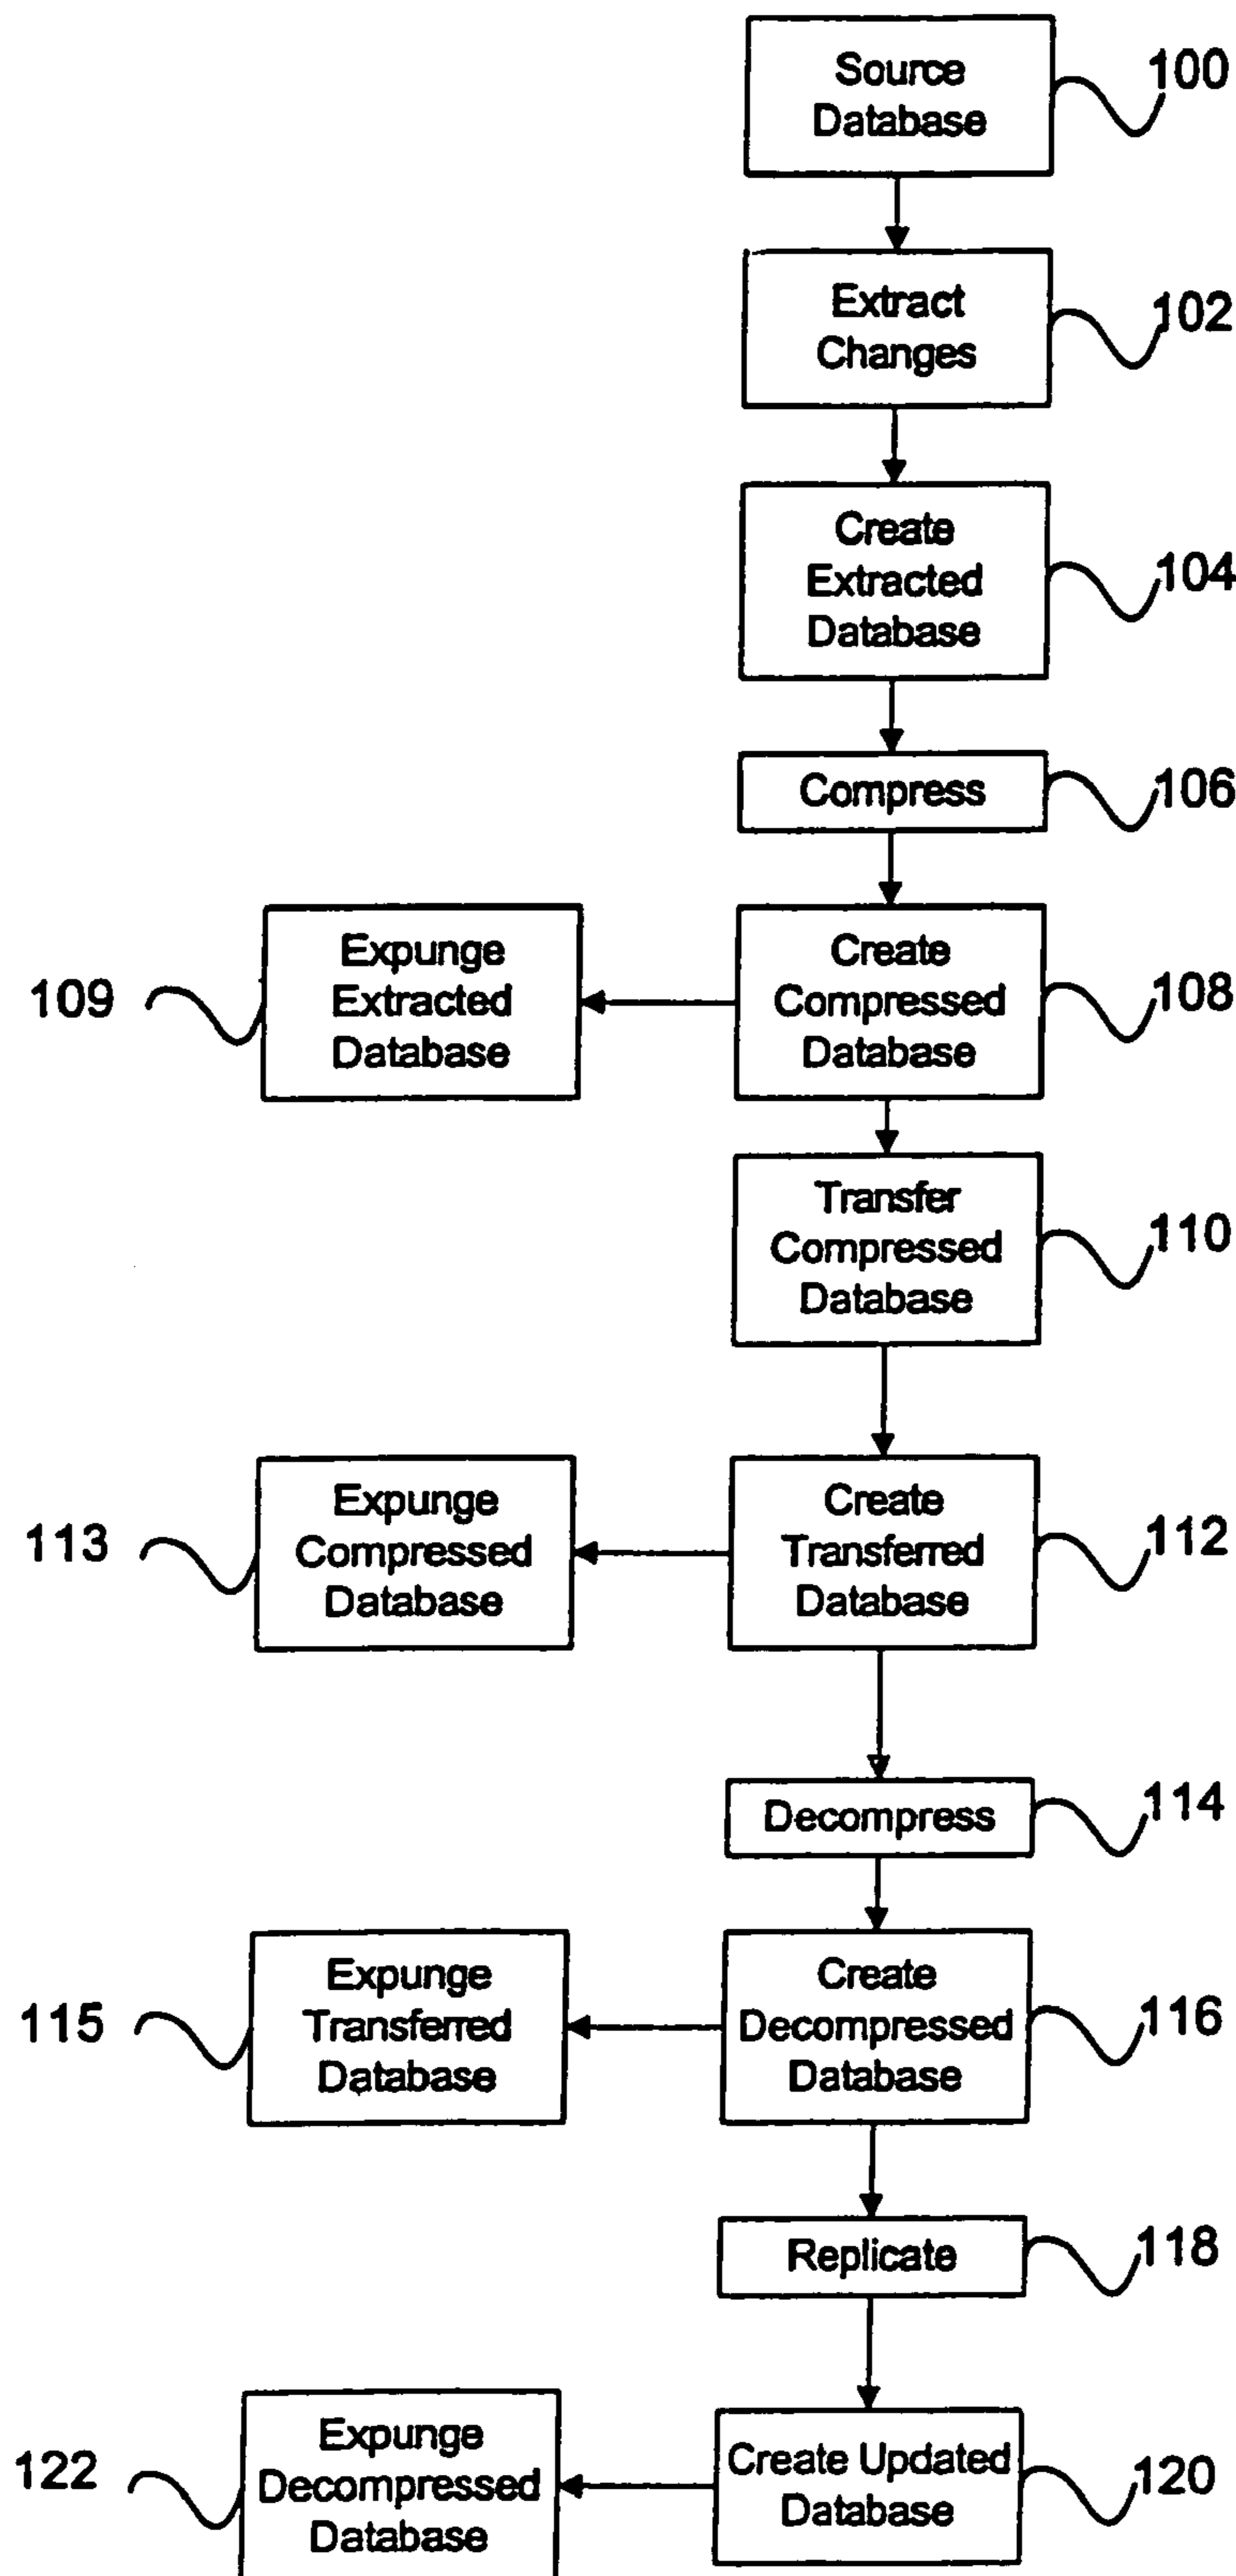 Source
Database
100
Extract
Changes
102
Create
Extracted
Database
104
Compress
106
Expunge
Extracted
Database
109
Create
Compressed
Database
108
Transfer
Compressed
Database
110
Expunge
Compressed
Database
113
Create
Transferred
Database
112
Decompress
114
Expunge
Transferred
Database
115
Create
Decompressed
Database
116
Replicate
118
Expunge
Decompressed
Database
122
Create Updated
Database
120